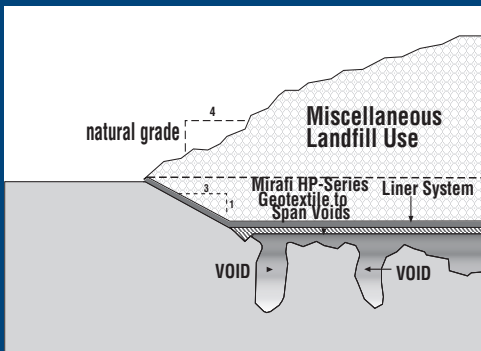 4
natural grade
Miscellaneous
Landfill Use
3
1
Mirafi HP-Series
Geotextile to
Span Voids
Liner System
VOID
VOID